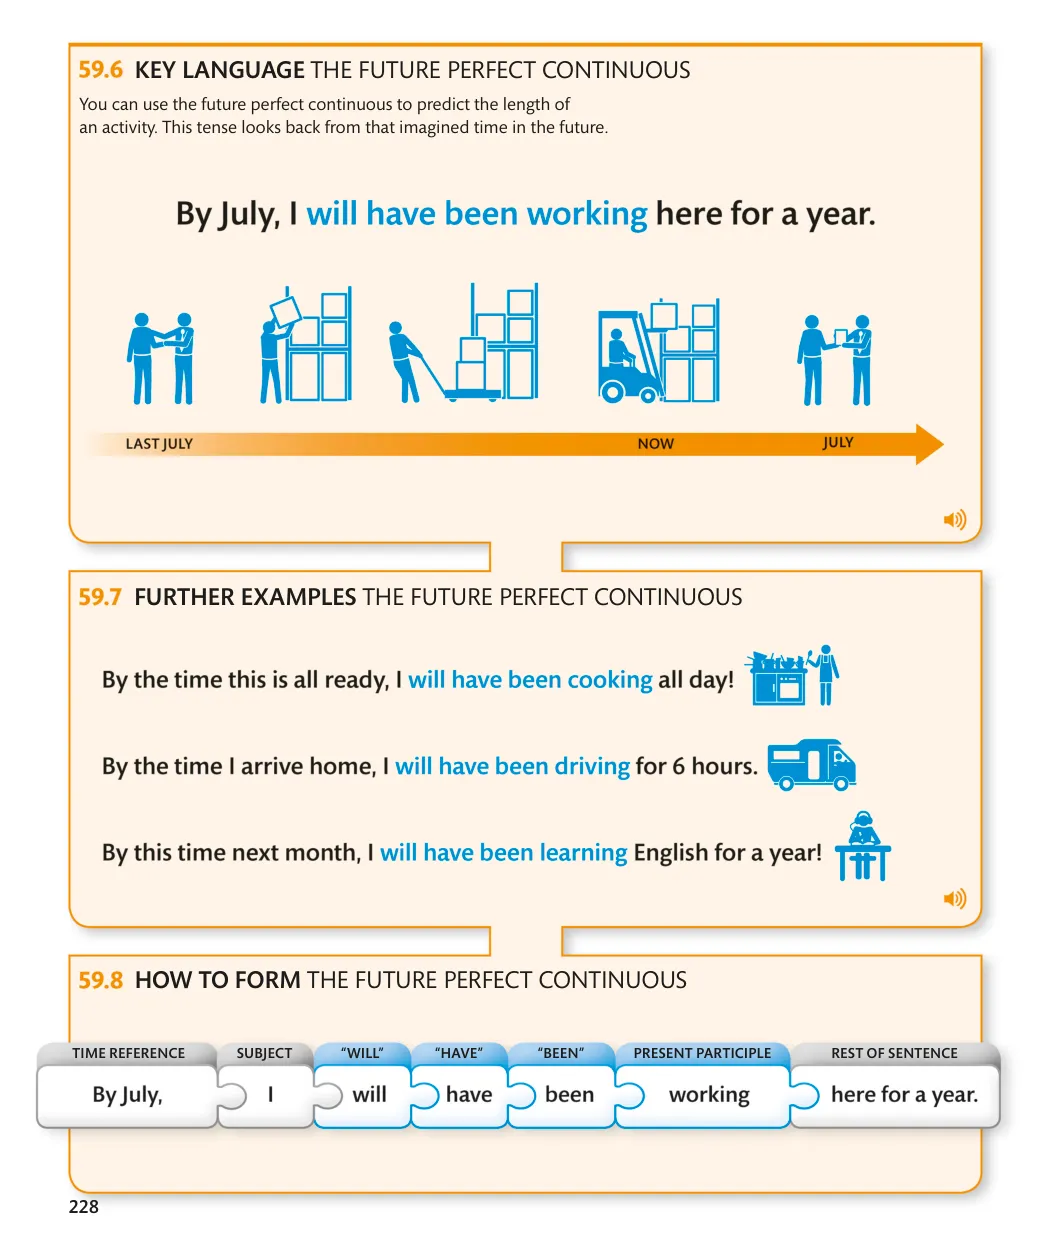 59.6 KEY LANGUAGE THE FUTURE PERFECT CONTINUOUS
You can use the future perfect continuous to predict the length of
an activity. This tense looks back from that imagined time in the future.
By July, I will have been working here for a year.
LAST JULY NOW JULY
59.7 FURTHER EXAMPLES THE FUTURE PERFECT CONTINUOUS
By the time this is all ready, I will have been cooking all day!
By the time I arrive home, I will have been driving for 6 hours.
By this time next month, I will have been learning English for a year!
59.8 HOW TO FORM THE FUTURE PERFECT CONTINUOUS
TIME REFERENCE SUBJECT “WILL” “HAVE” “BEEN” PRESENT PARTICIPLE REST OF SENTENCE
By July, I will have been working here for a year.
228